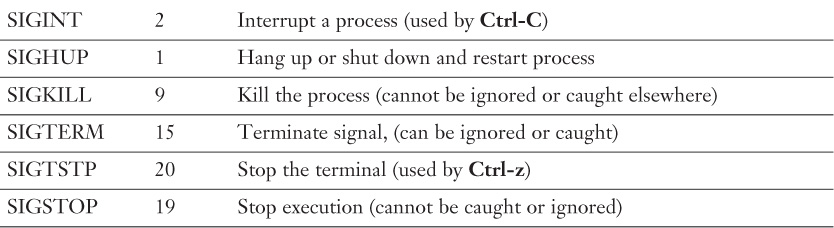 SIGINT 2 Interrupt a process (used by Ctrl-C)
SIGHUP 1 Hang up or shut down and restart process
SIGKILL 9 Kill the process (cannot be ignored or caught elsewhere)
SIGTERM 15 Terminate signal, (can be ignored or caught)
SIGTSTP 20 Stop the terminal (used by Ctrl-z)
SIGSTOP 19 Stop execution (cannot be caught or ignored)